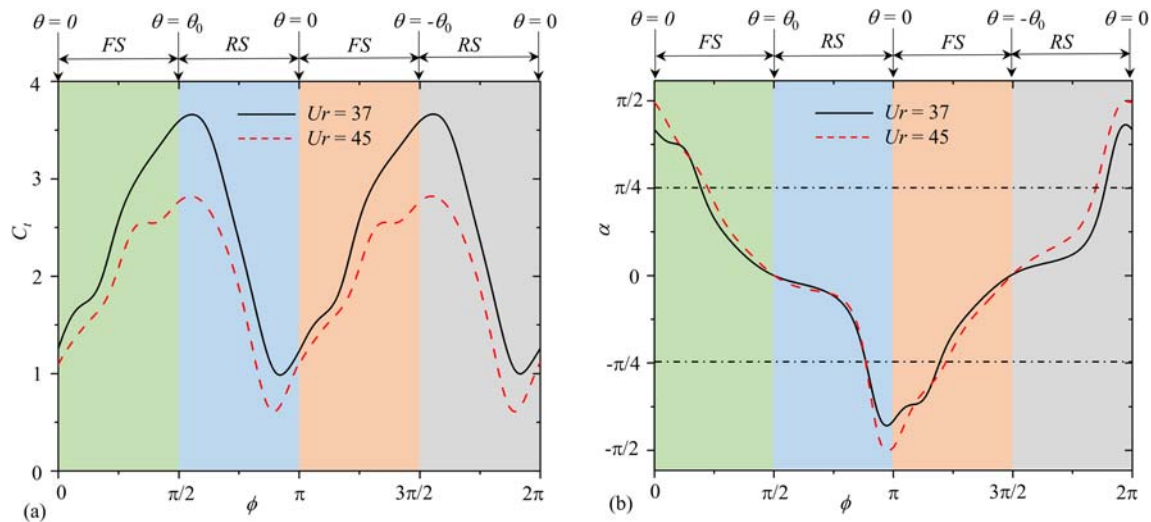 θ = 0 θ = θ0 θ = 0 θ = -θ0 θ = 0
FS RS FS RS
4
3
2
1
0
Ct
Ur = 37
Ur = 45
0 π/2 π 3π/2 2π
ϕ
(a)
θ = 0 θ = θ0 θ = 0 θ = -θ0 θ = 0
FS RS FS RS
π/2
π/4
0
-π/4
-π/2
α
Ur = 37
Ur = 45
0 π/2 π 3π/2 2π
ϕ
(b)